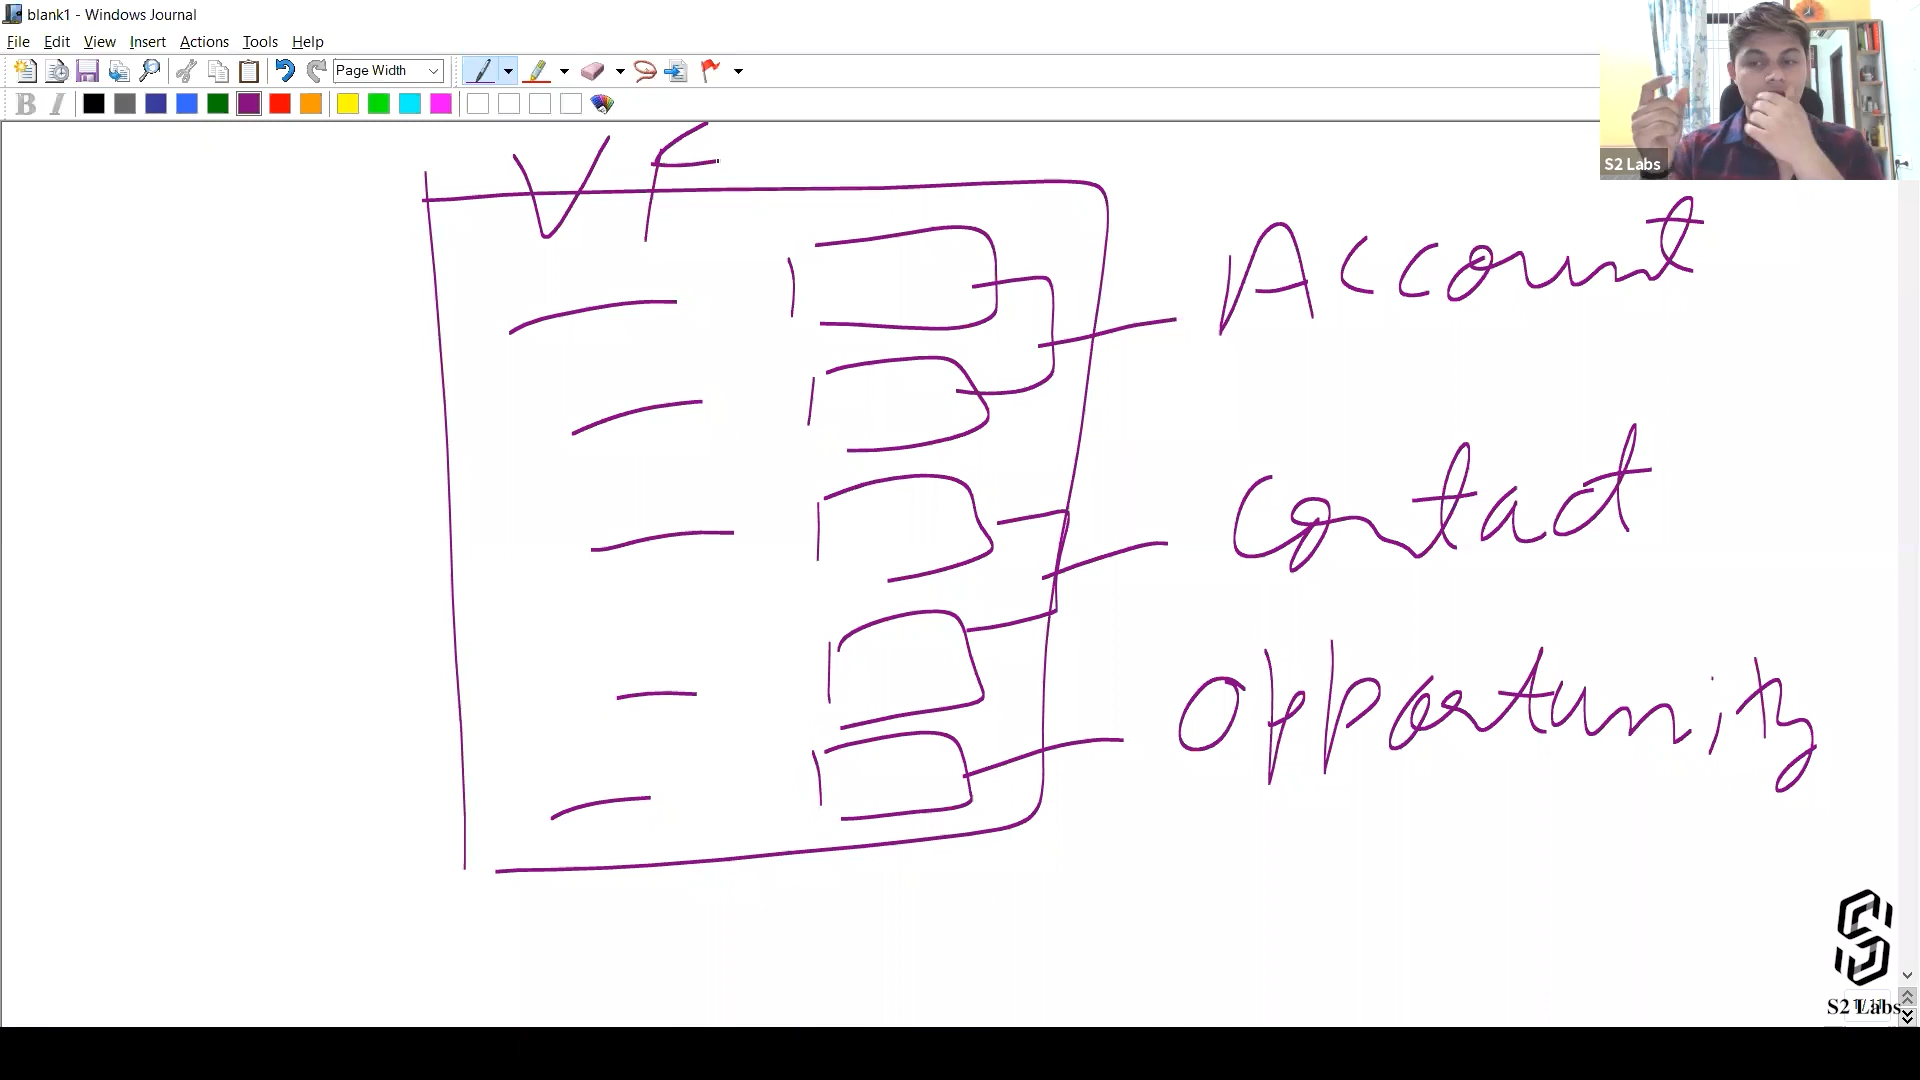 blank1 - Windows Journal
File Edit View Insert Actions Tools Help
Page Width
B I
S2 Labs
VF
Account
Contact
Opportunity
S2 Labs